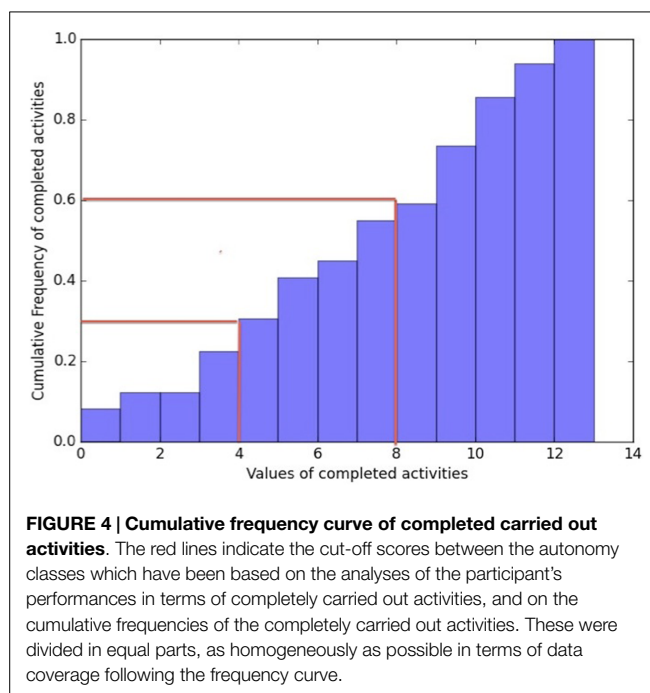 1.0
0.8
0.6
0.4
0.2
0.0
Cumulative Frequency of completed activities
0 2 4 6 8 10 12 14
Values of completed activities
FIGURE 4 | Cumulative frequency curve of completed carried out
activities. The red lines indicate the cut-off scores between the autonomy
classes which have been based on the analyses of the participant's
performances in terms of completely carried out activities, and on the
cumulative frequencies of the completely carried out activities. These were
divided in equal parts, as homogeneously as possible in terms of data
coverage following the frequency curve.